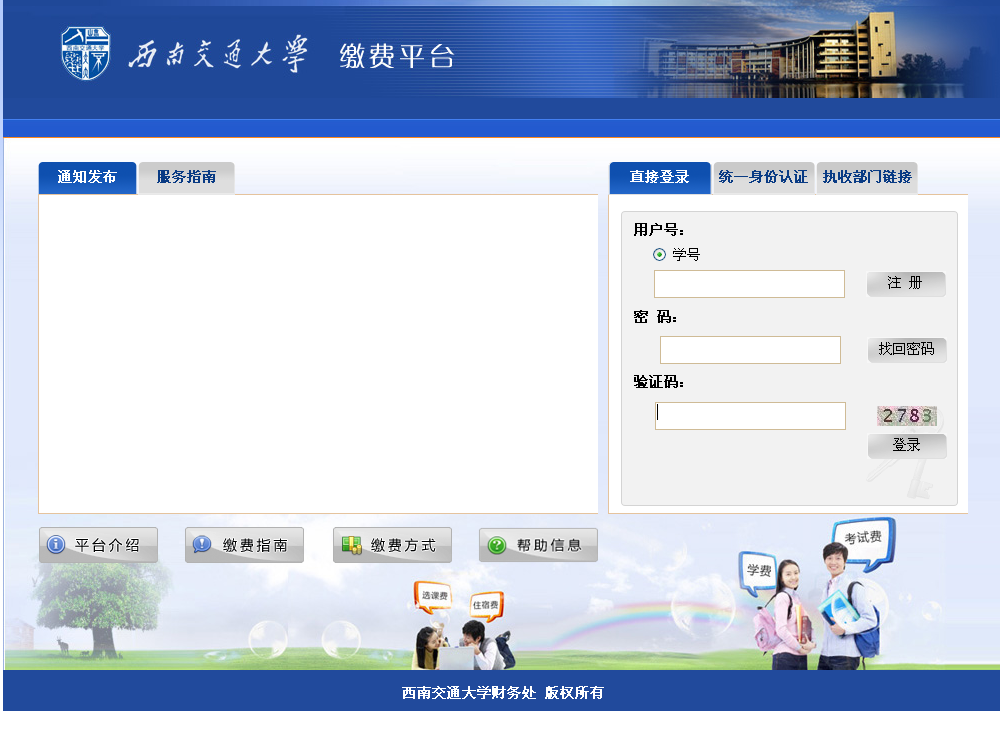 西南交通大学 缴费平台
通知发布 服务指南
直接登录 统一身份认证 执收部门链接
用户号：
学号
注 册
密 码：
找回密码
验证码：
2783
登录
平台介绍 缴费指南 缴费方式 帮助信息
考试费
学费
选课费
住宿费
西南交通大学财务处 版权所有